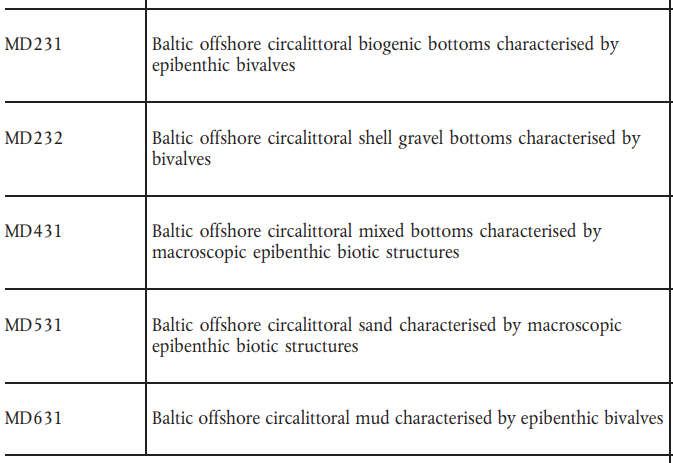 MD231
Baltic offshore circalittoral biogenic bottoms characterised by
epibenthic bivalves
MD232
Baltic offshore circalittoral shell gravel bottoms characterised by
bivalves
MD431
Baltic offshore circalittoral mixed bottoms characterised by
macroscopic epibenthic biotic structures
MD531
Baltic offshore circalittoral sand characterised by macroscopic
epibenthic biotic structures
MD631
Baltic offshore circalittoral mud characterised by epibenthic bivalves